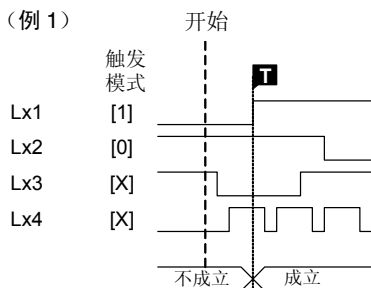 （例 1） 开始
触发
模式
T
Lx1 [1]
Lx2 [0]
Lx3 [X]
Lx4 [X]
不成立 成立